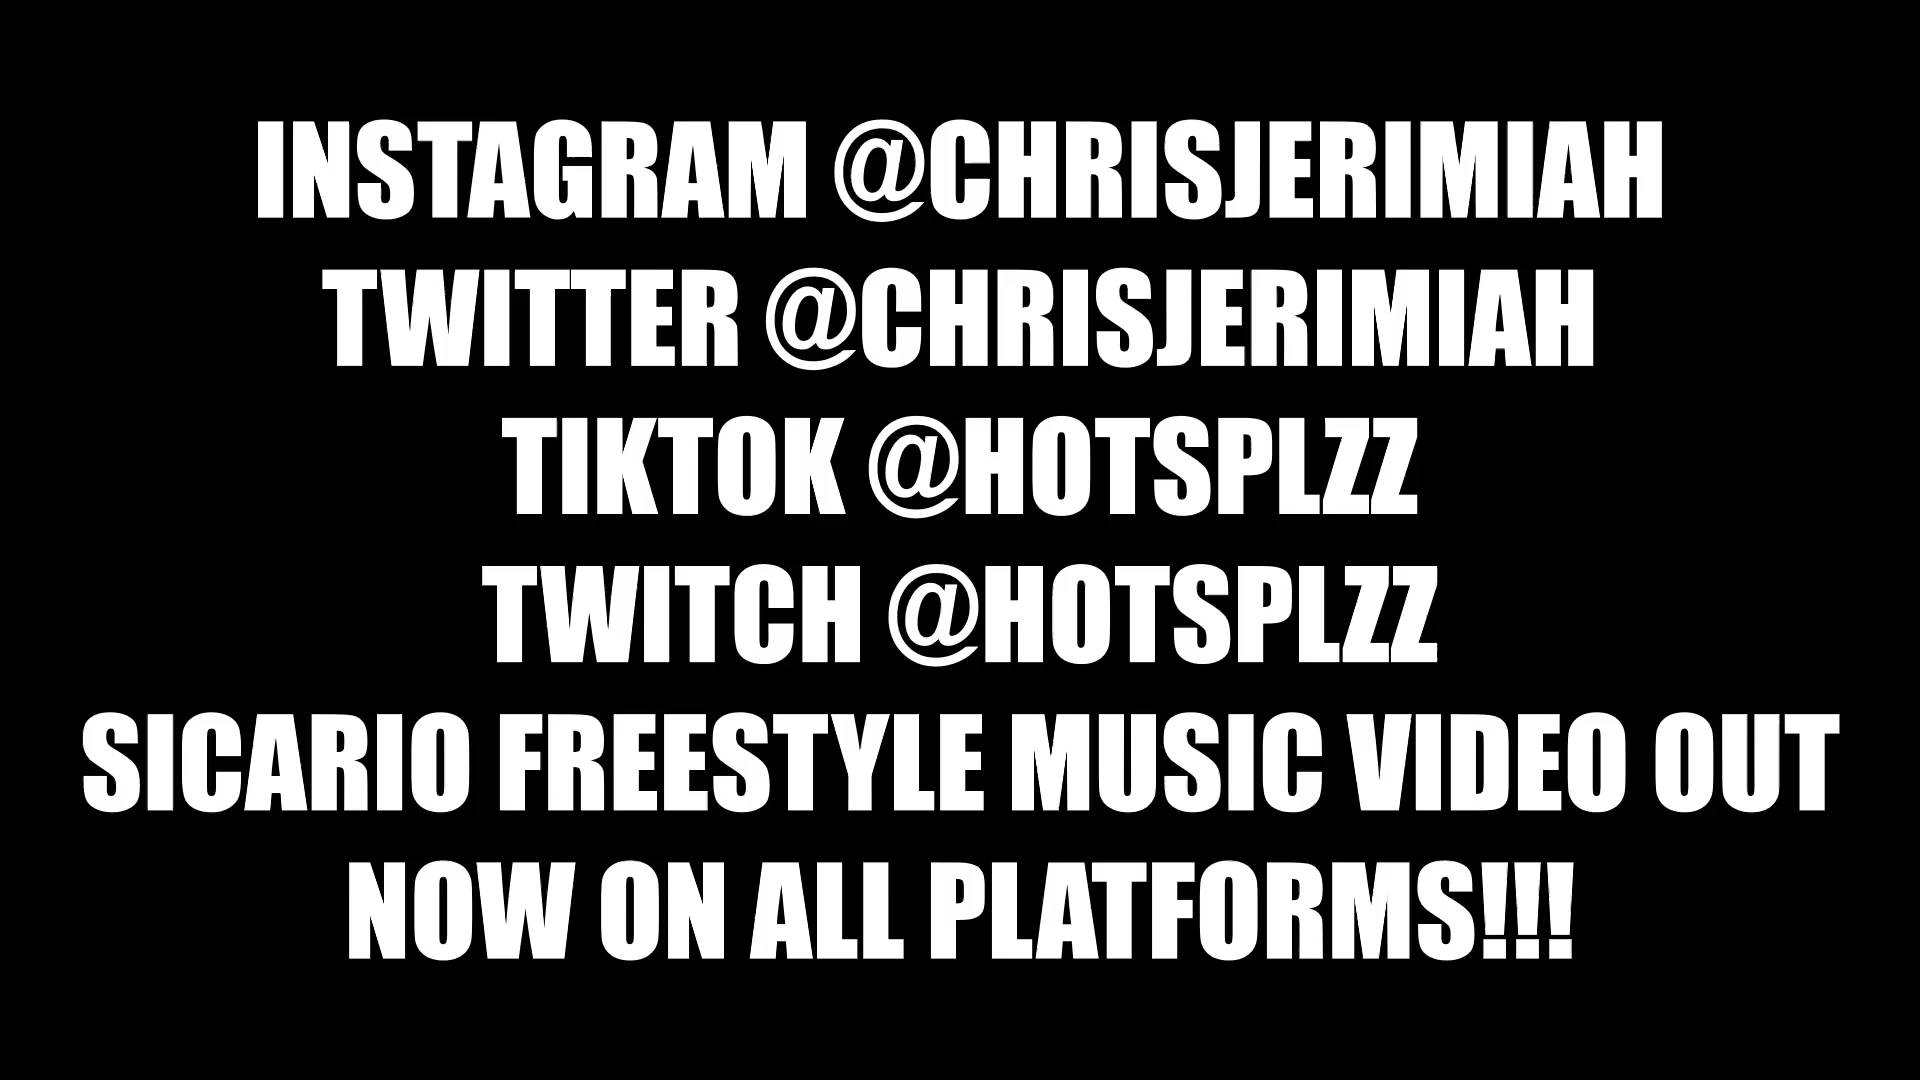 INSTAGRAM @CHRISJERIMIAH
TWITTER @CHRISJERIMIAH
TIKTOK @HOTSPLZZ
TWITCH @HOTSPLZZ
SICARIO FREESTYLE MUSIC VIDEO OUT
NOW ON ALL PLATFORMS!!!